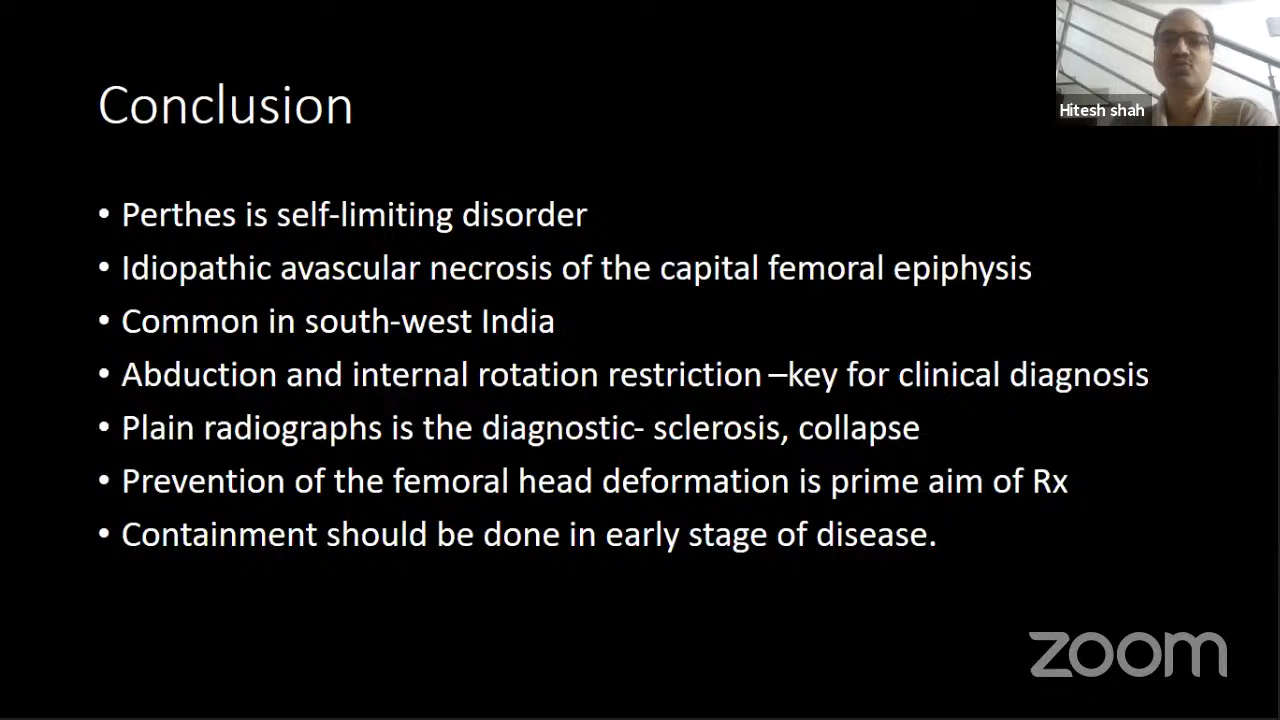 Hitesh shah
Conclusion
• Perthes is self-limiting disorder
• Idiopathic avascular necrosis of the capital femoral epiphysis
• Common in south-west India
• Abduction and internal rotation restriction –key for clinical diagnosis
• Plain radiographs is the diagnostic- sclerosis, collapse
• Prevention of the femoral head deformation is prime aim of Rx
• Containment should be done in early stage of disease.
zoom